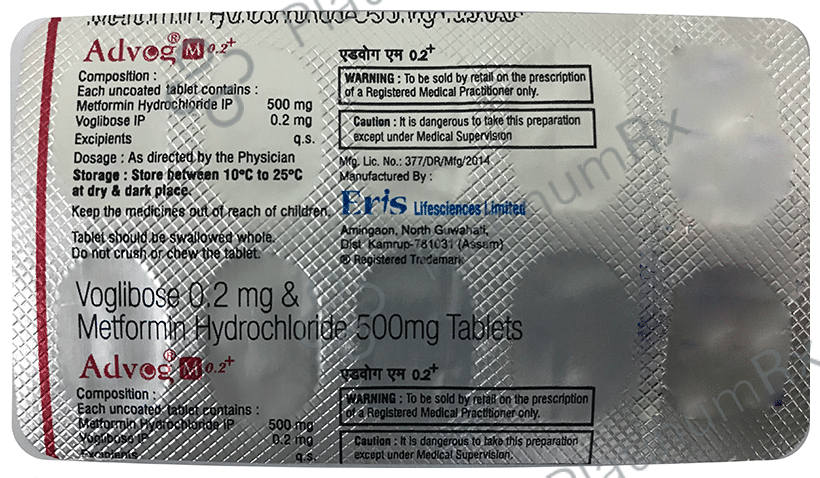 Metformin Hydrochloride 500mg Tablets
Advog® M 0.2+
Composition :
Each uncoated tablet contains :
Metformin Hydrochloride IP 500 mg
Voglibose IP 0.2 mg
Excipients q.s.
Dosage : As directed by the Physician
Storage : Store between 10°C to 25°C
at dry & dark place.
Keep the medicines out of reach of children.
Tablet should be swallowed whole.
Do not crush or chew the tablet.
एडवोग एम 0.2+
WARNING : To be sold by retail on the prescription
of a Registered Medical Practitioner only.
Caution : It is dangerous to take this preparation
except under Medical Supervision
Mfg. Lic. No.: 377/DR/Mfg/2014
Manufactured By :
Eris Lifesciences Limited
Amingaon, North Guwahati,
Dist. Kamrup-781031 (Assam)
® Registered Trademark
Voglibose 0.2 mg &
Metformin Hydrochloride 500mg Tablets
Advog® M 0.2+
Composition :
Each uncoated tablet contains :
Metformin Hydrochloride IP 500 mg
Voglibose IP 0.2 mg
Excipients q.s.
एडवोग एम 0.2+
WARNING : To be sold by retail on the prescription
of a Registered Medical Practitioner only.
Caution : It is dangerous to take this preparation
except under Medical Supervision
PlatinumRx